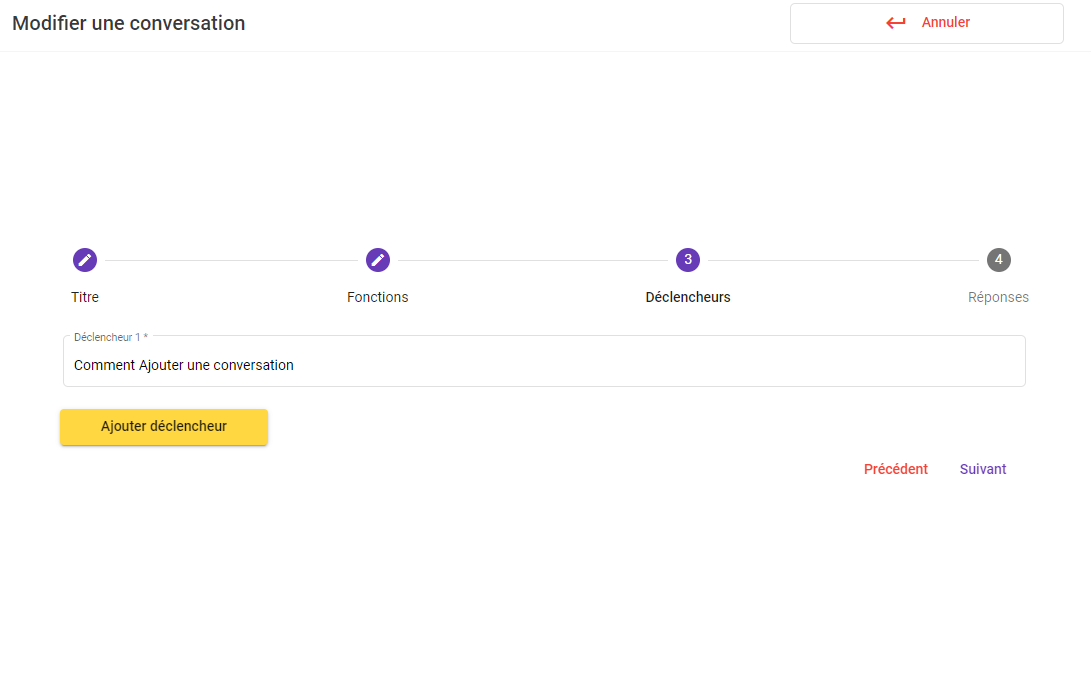 Modifier une conversation
Annuler
3
4
Titre
Fonctions
Déclencheurs
Réponses
Déclencheur 1 *
Comment Ajouter une conversation
Ajouter déclencheur
Précédent
Suivant